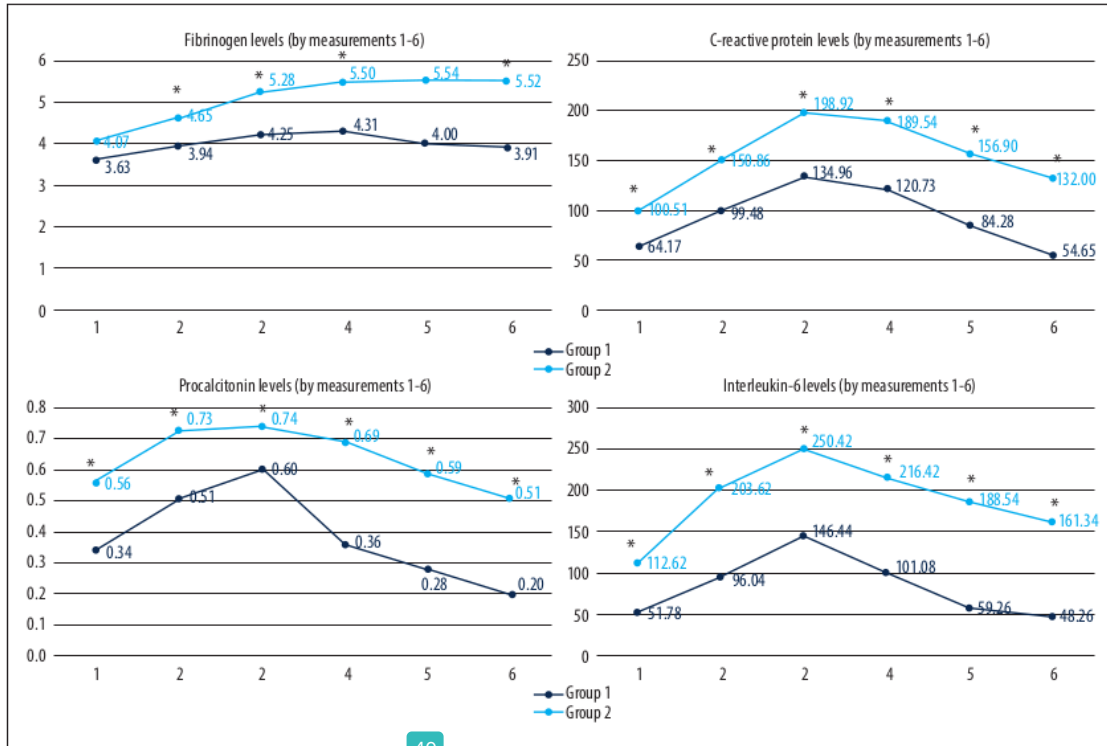 Fibrinogen levels (by measurements 1-6)
6
5
4
3
2
1
0
* * * *
4.07 4.65 5.28 5.50 5.54 5.52
3.63 3.94 4.25 4.31 4.00 3.91
1 2 2 4 5 6
C-reactive protein levels (by measurements 1-6)
250
200
150
100
50
0
* * * * * *
100.51 150.86 198.92 189.54 156.90 132.00
64.17 99.48 134.96 120.73 84.28 54.65
1 2 2 4 5 6
Group 1
Group 2
Procalcitonin levels (by measurements 1-6)
0.8
0.7
0.6
0.5
0.4
0.3
0.2
0.1
0.0
* * * * * *
0.56 0.73 0.74 0.69 0.59 0.51
0.34 0.51 0.60 0.36 0.28 0.20
1 2 2 4 5 6
Interleukin-6 levels (by measurements 1-6)
300
250
200
150
100
50
0
* * * * * *
112.62 203.62 250.42 216.42 188.54 161.34
51.78 96.04 146.44 101.08 59.26 48.26
1 2 2 4 5 6
Group 1
Group 2